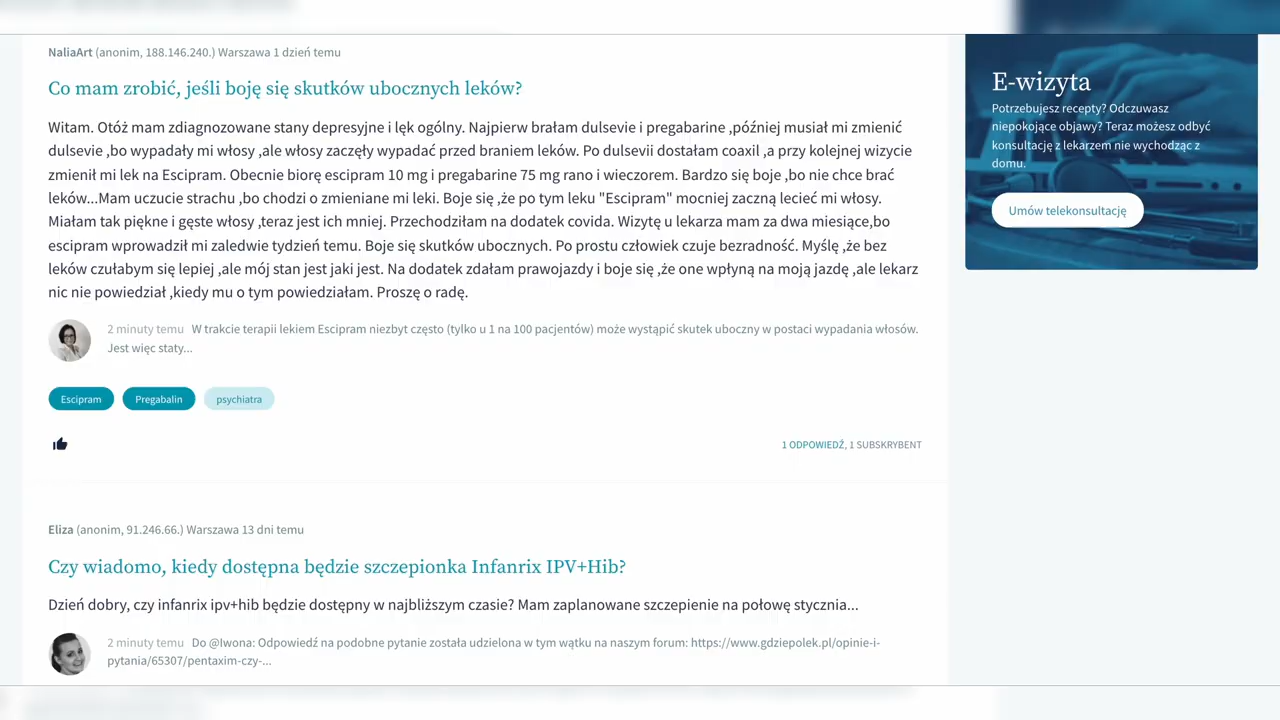 NaliaArt (anonim, 188.146.240.) Warszawa 1 dzień temu
Co mam zrobić, jeśli boję się skutków ubocznych leków?
Witam. Otóż mam zdiagnozowane stany depresyjne i lęk ogólny. Najpierw brałam dulsevie i pregabarine ,później musiał mi zmienić
dulsevie ,bo wypadały mi włosy ,ale włosy zaczęły wypadać przed braniem leków. Po dulsevii dostałam coaxil ,a przy kolejnej wizycie
zmienił mi lek na Escipram. Obecnie biorę escipram 10 mg i pregabarine 75 mg rano i wieczorem. Bardzo się boje ,bo nie chce brać
leków...Mam uczucie strachu ,bo chodzi o zmieniane mi leki. Boje się ,że po tym leku "Escipram" mocniej zaczną lecieć mi włosy.
Miałam tak piękne i gęste włosy ,teraz jest ich mniej. Przechodziłam na dodatek covida. Wizytę u lekarza mam za dwa miesiące,bo
escipram wprowadził mi zaledwie tydzień temu. Boje się skutków ubocznych. Po prostu człowiek czuje bezradność. Myślę ,że bez
leków czułabym się lepiej ,ale mój stan jest jaki jest. Na dodatek zdałam prawojazdy i boje się ,że one wpłyną na moją jazdę ,ale lekarz
nic nie powiedział ,kiedy mu o tym powiedziałam. Proszę o radę.
2 minuty temu W trakcie terapii lekiem Escipram niezbyt często (tylko u 1 na 100 pacjentów) może wystąpić skutek uboczny w postaci wypadania włosów.
Jest więc staty...
Escipram Pregabalin psychiatra
1 ODPOWIEDŹ, 1 SUBSKRYBENT
Eliza (anonim, 91.246.66.) Warszawa 13 dni temu
Czy wiadomo, kiedy dostępna będzie szczepionka Infanrix IPV+Hib?
Dzień dobry, czy infanrix ipv+hib będzie dostępny w najbliższym czasie? Mam zaplanowane szczepienie na połowę stycznia...
2 minuty temu Do @Iwona: Odpowiedź na podobne pytanie została udzielona w tym wątku na naszym forum: https://www.gdziepolek.pl/opinie-i-
pytania/65307/pentaxim-czy-...
E-wizyta
Potrzebujesz recepty? Odczuwasz
niepokojące objawy? Teraz możesz odbyć
konsultację z lekarzem nie wychodząc z
domu.
Umów telekonsultację